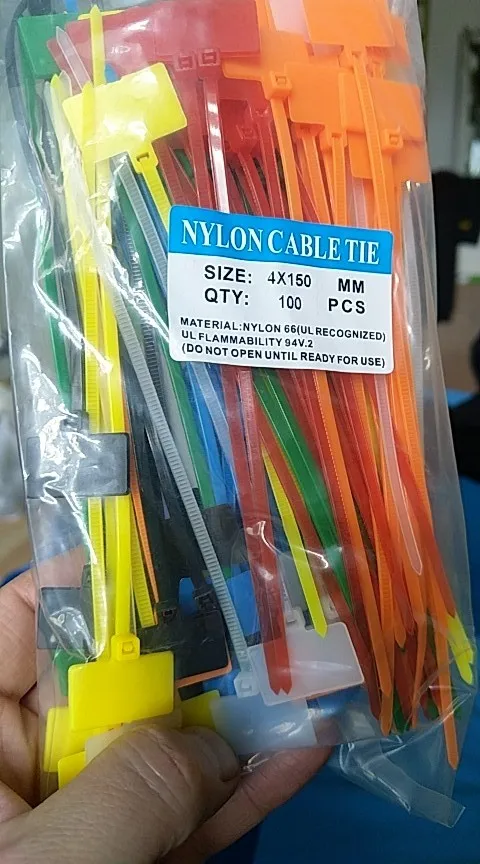 NYLON CABLE TIE
SIZE: 4X150 MM
QTY: 100 PCS
MATERIAL:NYLON 66(UL RECOGNIZED)
UL FLAMMABILITY 94V.2
(DO NOT OPEN UNTIL READY FOR USE)